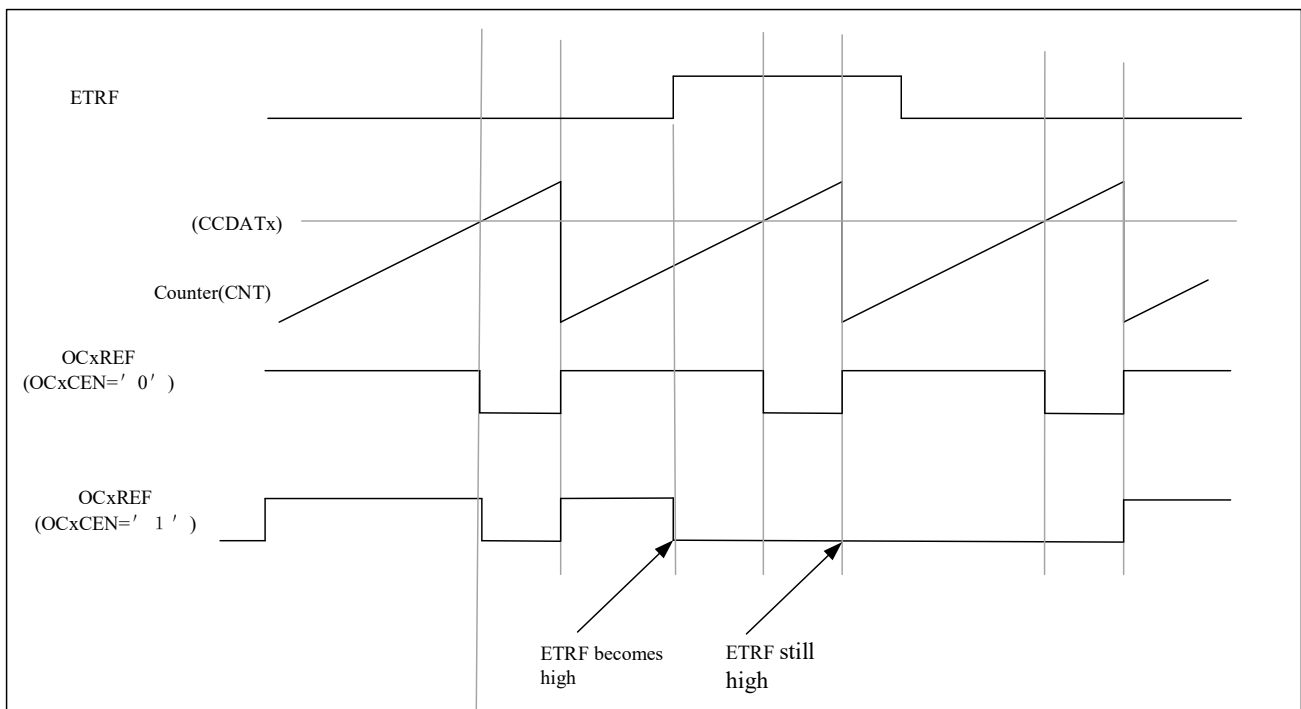 ETRF
(CCDATx)
Counter(CNT)
OCxREF
(OCxCEN=′ 0′ )
OCxREF
(OCxCEN=′ 1 ′ )
ETRF becomes
high
ETRF still
high